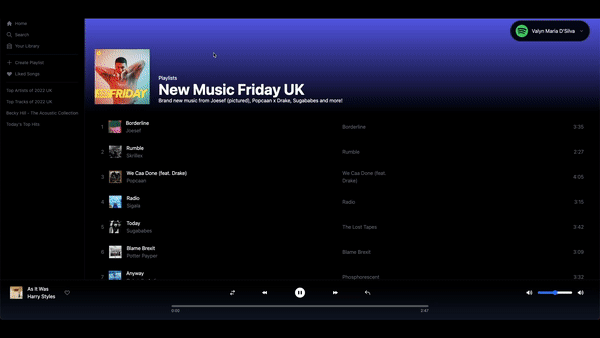 Home
Search
Your Library
Create Playlist
Liked Songs
Top Artists of 2022 UK
Top Tracks of 2022 UK
Becky Hill - The Acoustic Collection
Today's Top Hits
Valyn Maria D'Silva
FRIDAY
Playlists
New Music Friday UK
Brand new music from Joesef (pictured), Popcaan x Drake, Sugababes and more!
1 Borderline Borderline 3:35
Joesef
2 Rumble Rumble 2:27
Skrillex
3 We Caa Done (feat. Drake) We Caa Done (feat. Drake) 4:05
Popcaan
4 Radio Radio 3:15
Sigala
5 Today The Lost Tapes 3:42
Sugababes
6 Blame Brexit Blame Brexit 3:09
Potter Payper
7 Anyway Phosphorescent 3:32
As It Was
Harry Styles
0:00
2:47